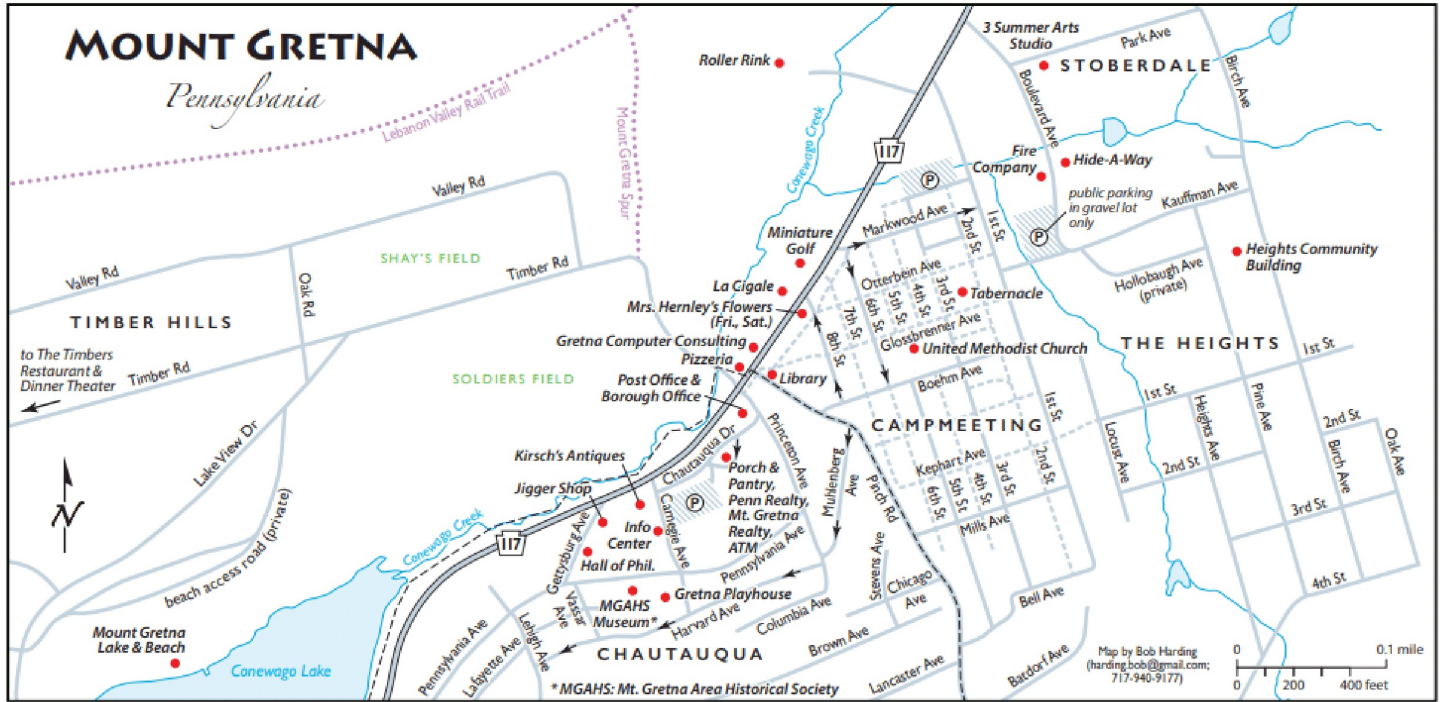 MOUNT GRETNA
Pennsylvania
Lebanon Valley Rail Trail
Mount Gretna Spur
Roller Rink
Conewago Creek
117
3 Summer Arts
Studio
Park Ave
STOBERDALE
Boulevard Ave
Birch Ave
Fire
Company
Hide-A-Way
P
public parking
in gravel lot
only
P
Kauffman Ave
Valley Rd
SHAY'S FIELD
Timber Rd
Valley Rd
Oak Rd
TIMBER HILLS
to The Timbers
Restaurant &
Dinner Theater
Timber Rd
SOLDIERS FIELD
Miniature
Golf
La Cigale
Mrs. Hernley's Flowers
(Fri., Sat.)
Gretna Computer Consulting
Pizzeria
Post Office &
Borough Office
Library
Markwood Ave
1st St
2nd St
Otterbein Ave
3rd St
4th St
5th St
6th St
7th St
8th St
Tabernacle
Glossbrenner Ave
United Methodist Church
Boehm Ave
Hollobaugh Ave
(private)
Heights Community
Building
THE HEIGHTS
1st St
1st St
CAMPMEETING
1st St
Kephart Ave
2nd St
3rd St
4th St
5th St
6th St
Mills Ave
Locust Ave
Heights Ave
Pine Ave
2nd St
2nd St
Birch Ave
Oak Ave
3rd St
4th St
Lake View Dr
beach access road (private)
Kirsch's Antiques
Jigger Shop
Chautauqua Dr
Princeton Ave
P
Porch &
Pantry,
Penn Realty,
Mt. Gretna
Realty,
ATM
Muhlenberg
Ave
Pinch Rd
Conewago Creek
117
Gettysburg Ave
Info
Center
Carnegie Ave
Hall of Phil.
Pennsylvania Ave
Stevens Ave
Chicago
Ave
Gretna Playhouse
Vassar
Ave
MGAHS
Museum*
Harvard Ave
Columbia Ave
Brown Ave
Bell Ave
Lehigh Ave
Pennsylvania Ave
Lafayette Ave
CHAUTAUQUA
Lancaster Ave
Batdorf Ave
Mount Gretna
Lake & Beach
Conewago Lake
* MGAHS: Mt. Gretna Area Historical Society
Map by Bob Harding
(harding.bob@gmail.com;
717-940-9177)
0 0.1 mile
0 200 400 feet
N